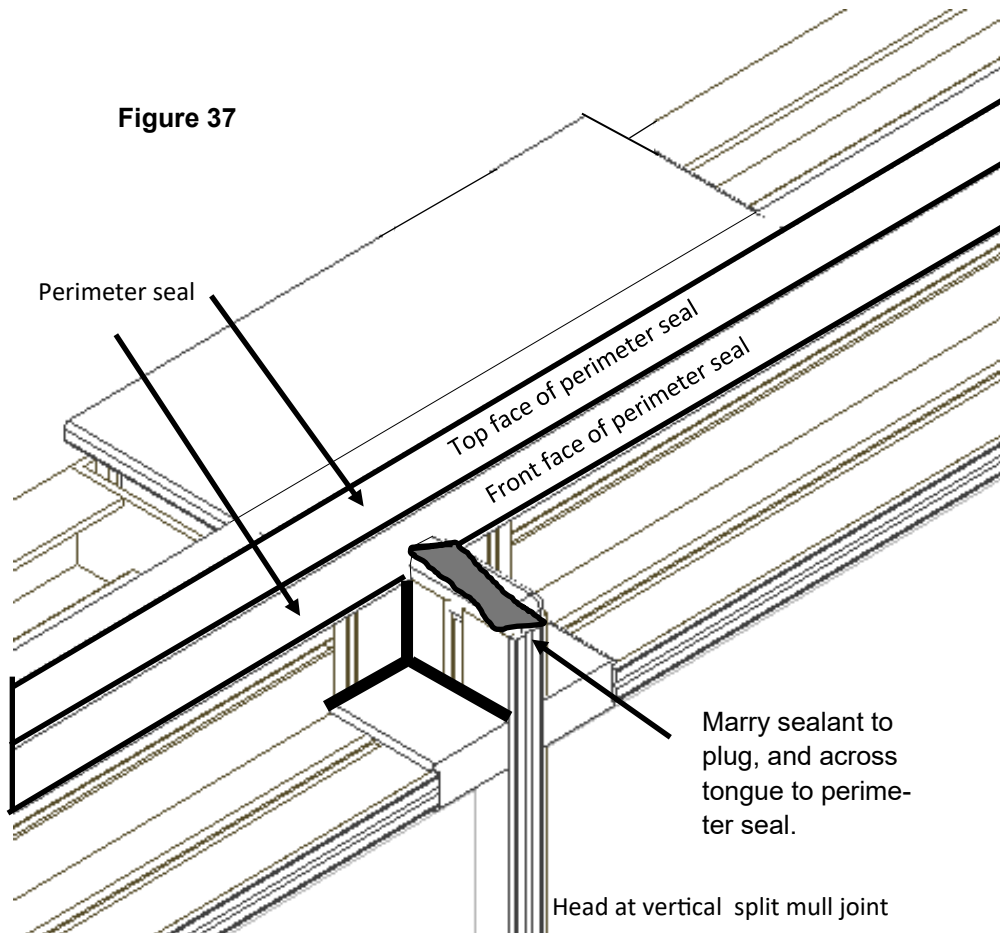 Figure 37
Perimeter seal
Top face of perimeter seal
Front face of perimeter seal
Marry sealant to
plug, and across
tongue to perime-
ter seal.
Head at vertical split mull joint